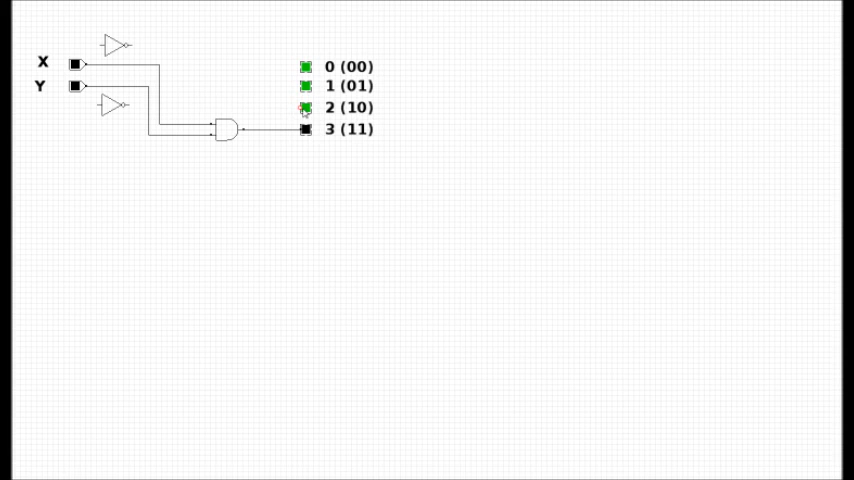 X
Y
0 (00)
1 (01)
2 (10)
3 (11)